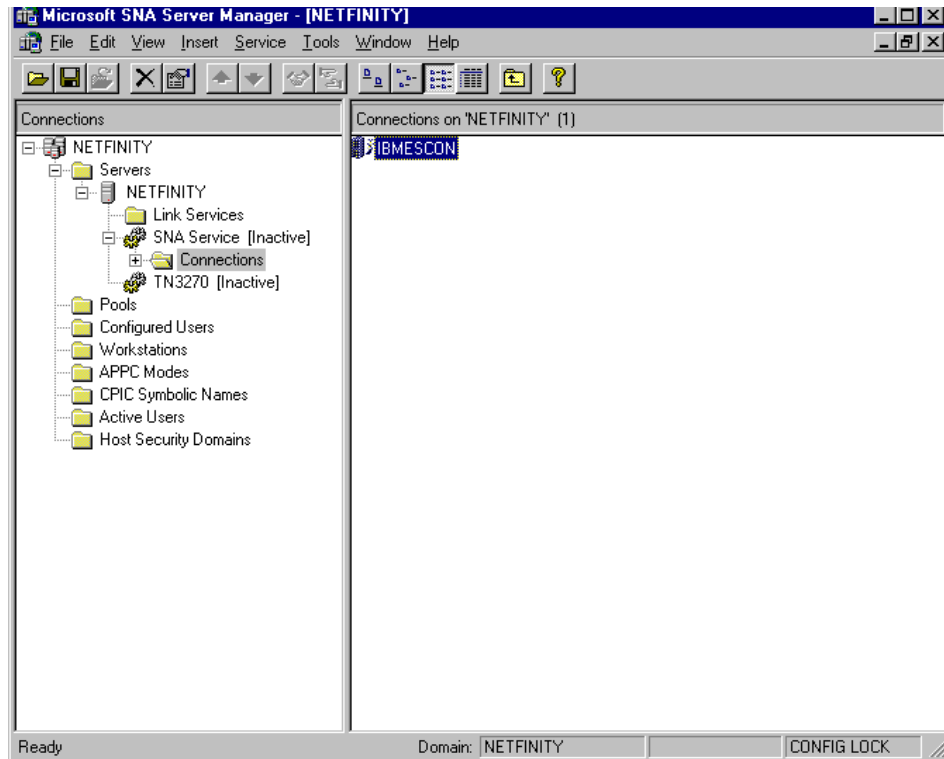 Microsoft SNA Server Manager - [NETFINITY]
File Edit View Insert Service Tools Window Help
Connections
Connections on 'NETFINITY' (1)
NETFINITY
IBMESCON
Servers
NETFINITY
Link Services
SNA Service [Inactive]
Connections
TN3270 [Inactive]
Pools
Configured Users
Workstations
APPC Modes
CPIC Symbolic Names
Active Users
Host Security Domains
Ready
Domain: NETFINITY
CONFIG LOCK